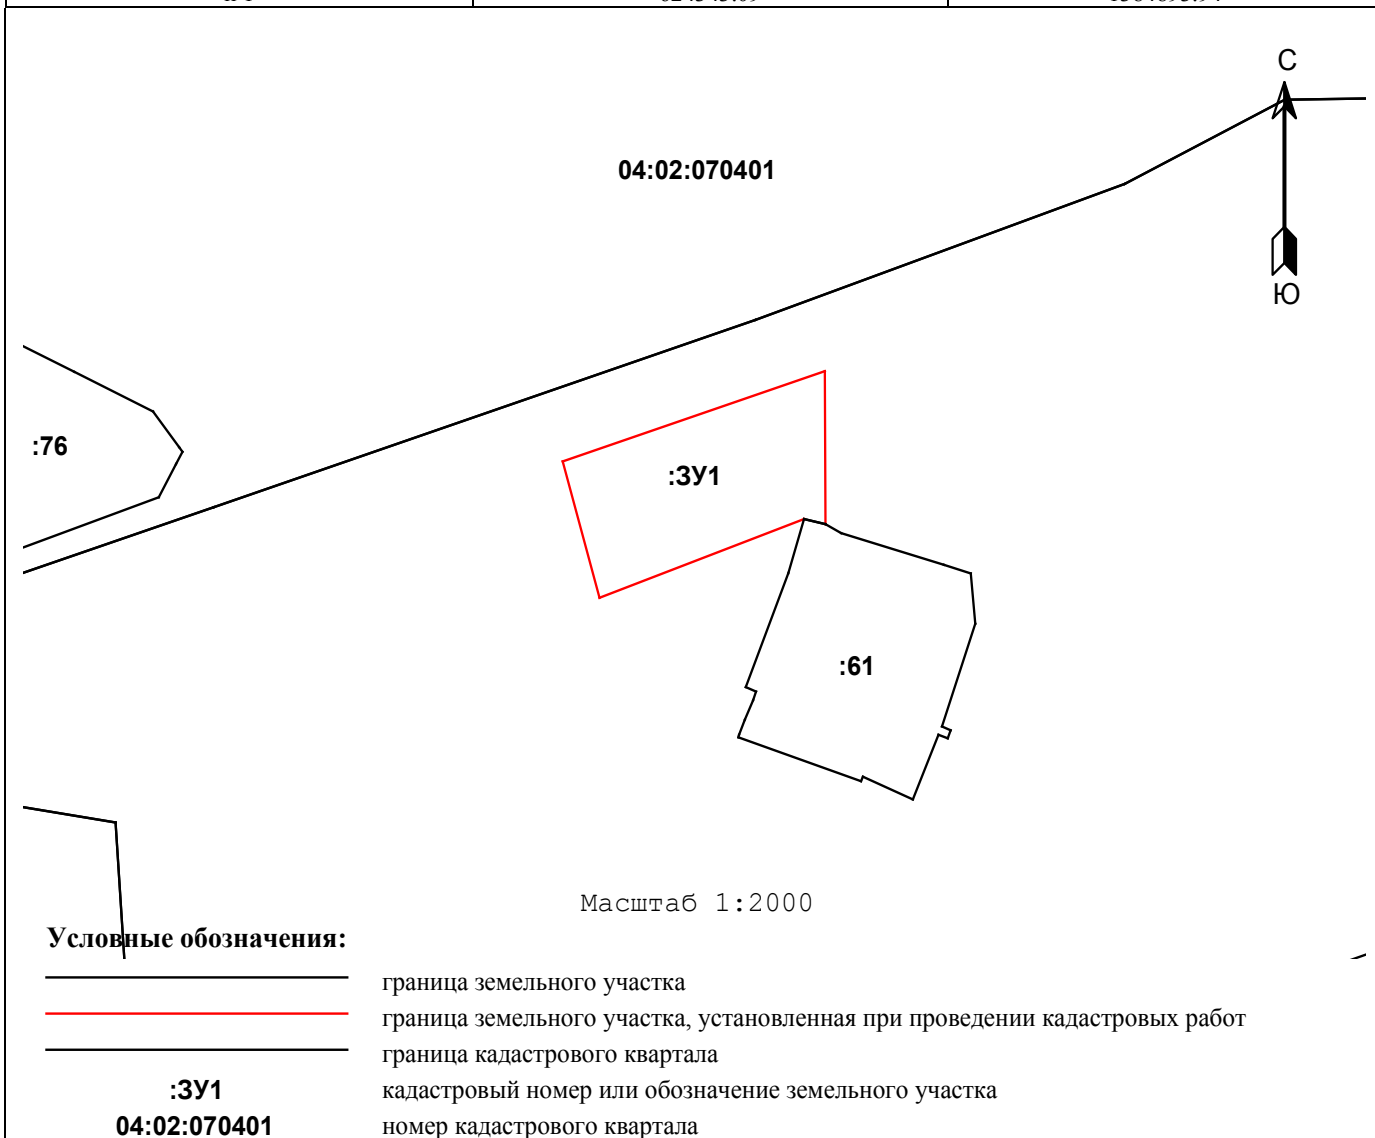 С
04:02:070401
Ю
:76
:ЗУ1
:61
Масштаб 1:2000
Условные обозначения:
граница земельного участка
граница земельного участка, установленная при проведении кадастровых работ
граница кадастрового квартала
:ЗУ1 кадастровый номер или обозначение земельного участка
04:02:070401 номер кадастрового квартала